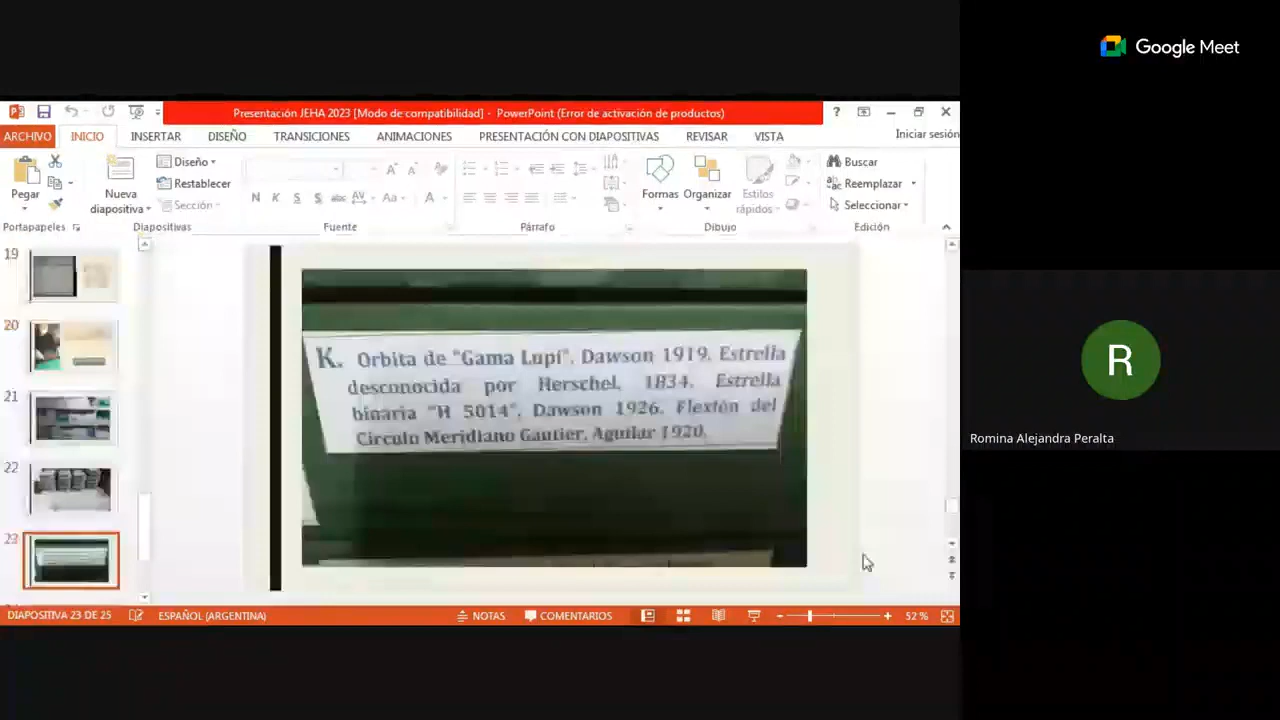 Google Meet
Presentación JEHA 2023 [Modo de compatibilidad] - PowerPoint (Error de activación de productos)
ARCHIVO INICIO INSERTAR DISEÑO TRANSICIONES ANIMACIONES PRESENTACIÓN CON DIAPOSITIVAS REVISAR VISTA Iniciar sesión
Pegar
Nueva diapositiva
Diseño
Restablecer
Sección
N K S S abc AV Aa A
Formas
Organizar
Estilos rápidos
Buscar
Reemplazar
Seleccionar
Portapapeles Diapositivas Fuente Párrafo Dibujo Edición
19
20
21
22
23
K. Orbita de "Gama Lupi". Dawson 1919. Estrella
desconocida por Herschel. 1834. Estrella
binaria "H 5014". Dawson 1926. Flextón del
Circulo Meridiano Gautier. Aguilar 1920.
R
Romina Alejandra Peralta
DIAPOSITIVA 23 DE 25 ESPAÑOL (ARGENTINA) NOTAS COMENTARIOS 52 %